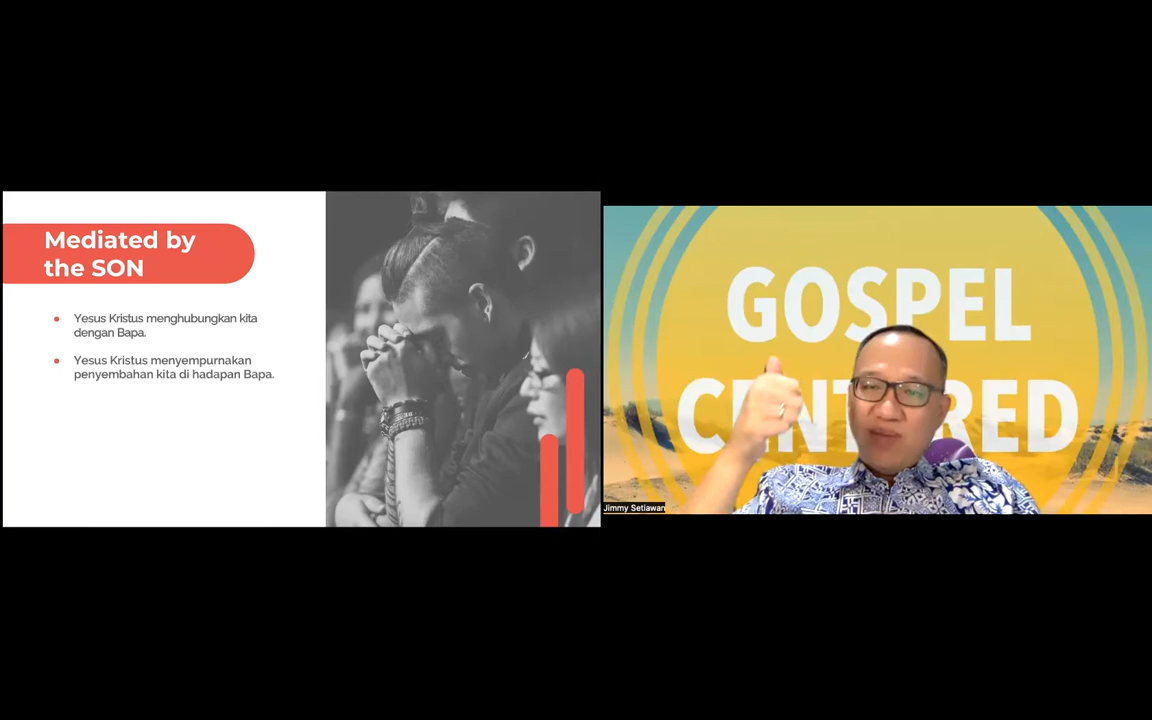 Mediated by
the SON
Yesus Kristus menghubungkan kita
dengan Bapa.
Yesus Kristus menyempurnakan
penyembahan kita di hadapan Bapa.
GOSPEL
CENTERED
Jimmy Setiawan